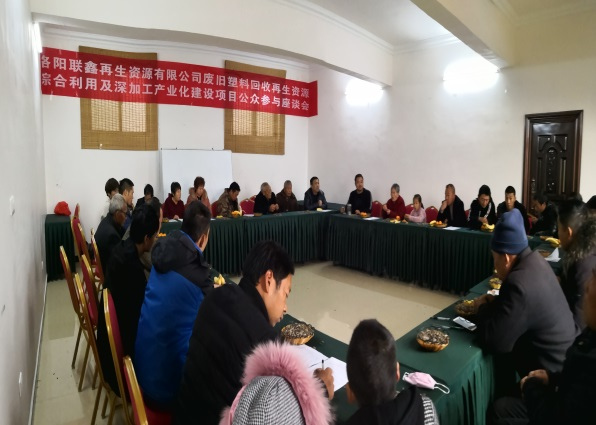 洛阳联鑫再生资源有限公司废旧塑料回收再生资源
综合利用及深加工产业化建设项目公众参与座谈会